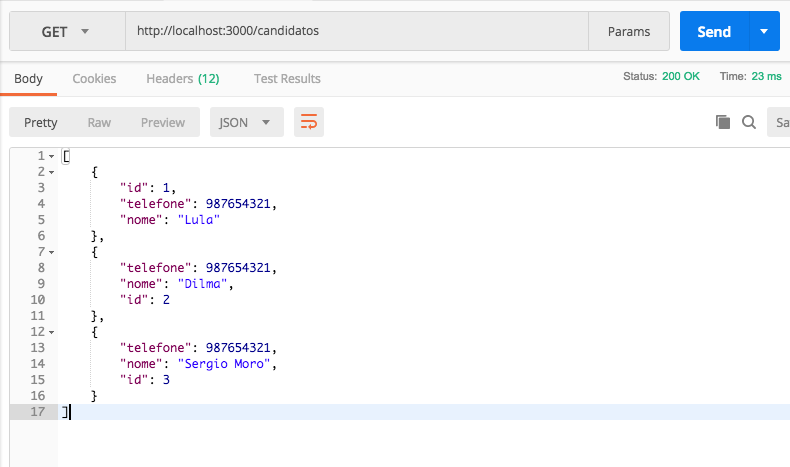 GET http://localhost:3000/candidatos Params Send
Body Cookies Headers (12) Test Results Status: 200 OK Time: 23 ms
Pretty Raw Preview JSON Sa
1 [
2 {
3 "id": 1,
4 "telefone": 987654321,
5 "nome": "Lula"
6 },
7 {
8 "telefone": 987654321,
9 "nome": "Dilma",
10 "id": 2
11 },
12 {
13 "telefone": 987654321,
14 "nome": "Sergio Moro",
15 "id": 3
16 }
17 ]